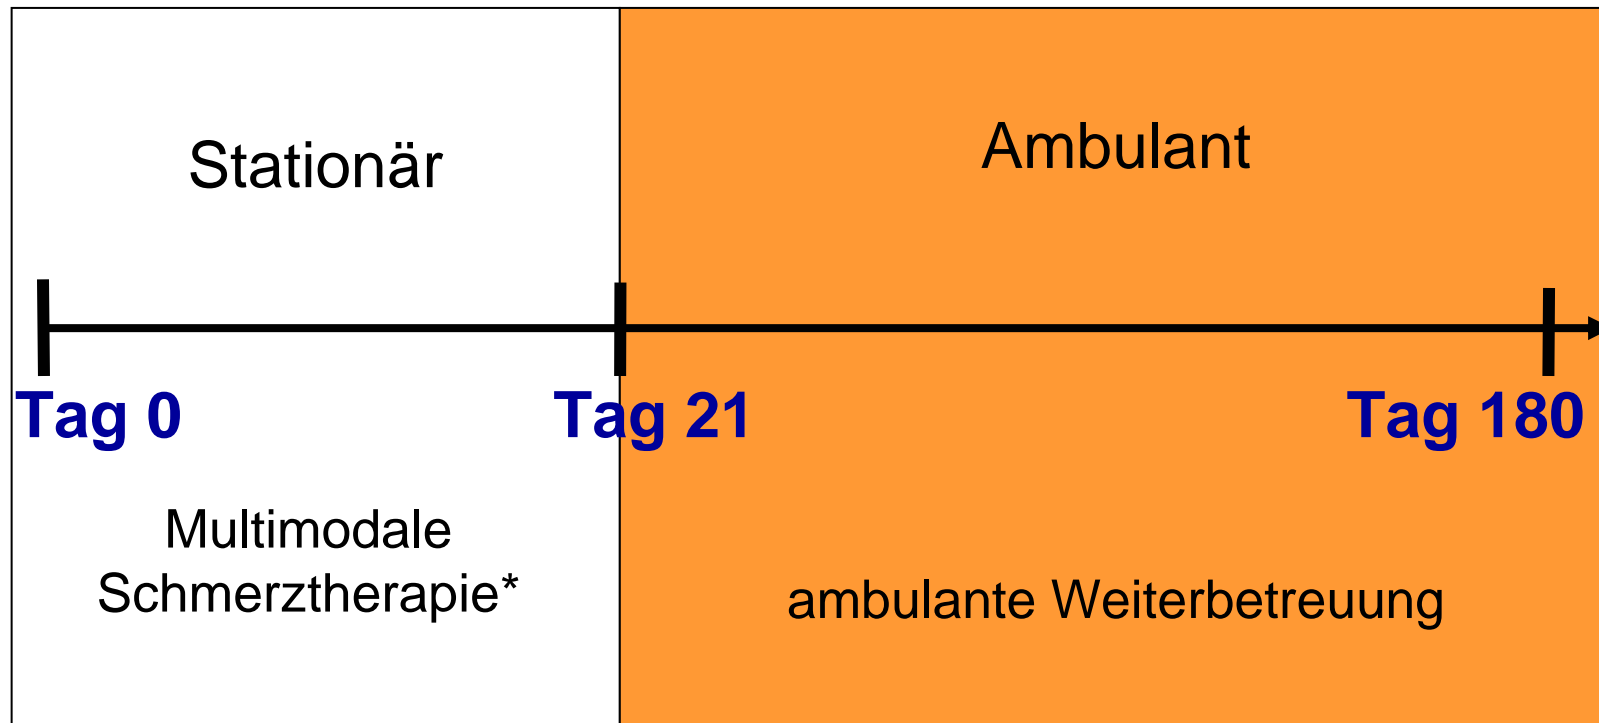 Stationär
Ambulant
Tag 0
Tag 21
Tag 180
Multimodale
Schmerztherapie*
ambulante Weiterbetreuung